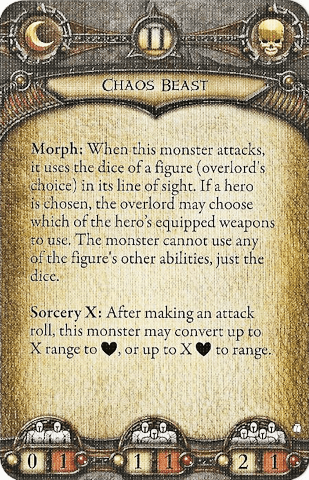 II
CHAOS BEAST
Morph: When this monster attacks,
it uses the dice of a figure (overlord's
choice) in its line of sight. If a hero
is chosen, the overlord may choose
which of the hero's equipped weapons
to use. The monster cannot use any
of the figure's other abilities, just the
dice.
Sorcery X: After making an attack
roll, this monster may convert up to
X range to ♥, or up to X ♥ to range.
0 1 1 1 2 1